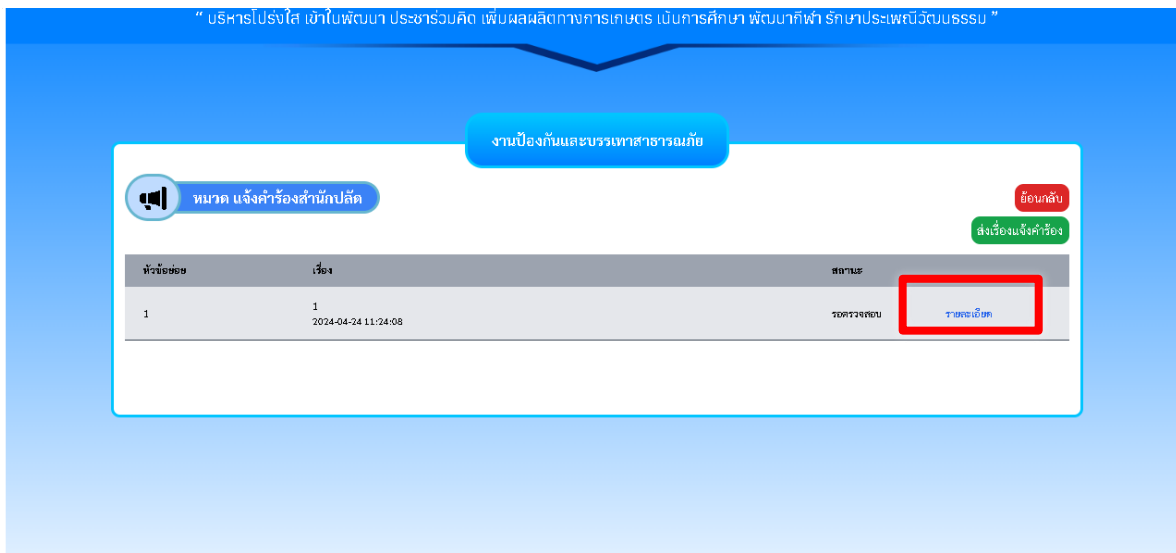 “ บริหารโปร่งใส เข้าในพัฒนา ประชาร่วมคิด เพิ่มผลผลิตทางการเกษตร เน้นการศึกษา พัฒนากีฬา รักษาประเพณีวัฒนธรรม ”
งานป้องกันและบรรเทาสาธารณภัย
หมวด แจ้งคำร้องสำนักปลัด
ย้อนกลับ
ส่งเรื่องแจ้งคำร้อง
หัวข้อย่อย เรื่อง สถานะ
1 1 รอตรวจสอบ รายละเอียด
2024-04-24 11:24:08